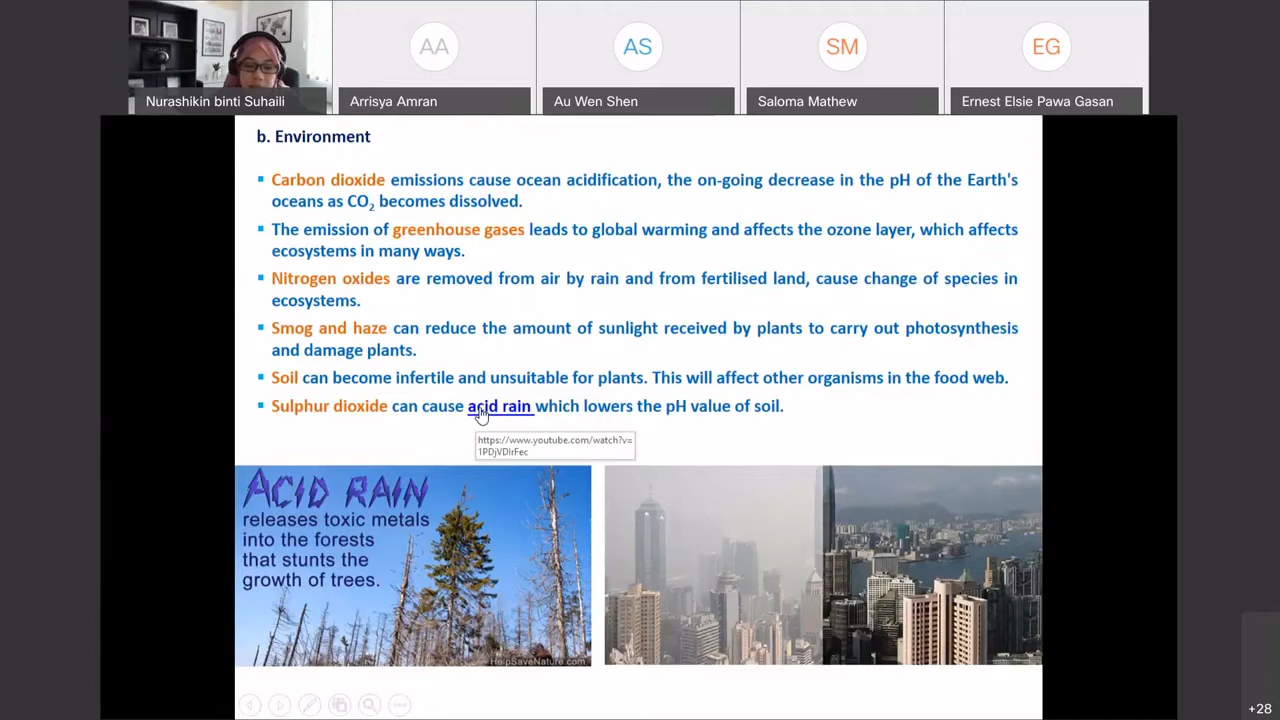 AA
AS
SM
EG
Nurashikin binti Suhaili
Arrisya Amran
Au Wen Shen
Saloma Mathew
Ernest Elsie Pawa Gasan
b. Environment
▪ Carbon dioxide emissions cause ocean acidification, the on-going decrease in the pH of the Earth's
oceans as CO₂ becomes dissolved.
▪ The emission of greenhouse gases leads to global warming and affects the ozone layer, which affects
ecosystems in many ways.
▪ Nitrogen oxides are removed from air by rain and from fertilised land, cause change of species in
ecosystems.
▪ Smog and haze can reduce the amount of sunlight received by plants to carry out photosynthesis
and damage plants.
▪ Soil can become infertile and unsuitable for plants. This will affect other organisms in the food web.
▪ Sulphur dioxide can cause acid rain which lowers the pH value of soil.
https://www.youtube.com/watch?v=
1PDjVDIrFec
ACID RAIN
releases toxic metals
into the forests
that stunts the
growth of trees.
HelpSaveNature.com
+28